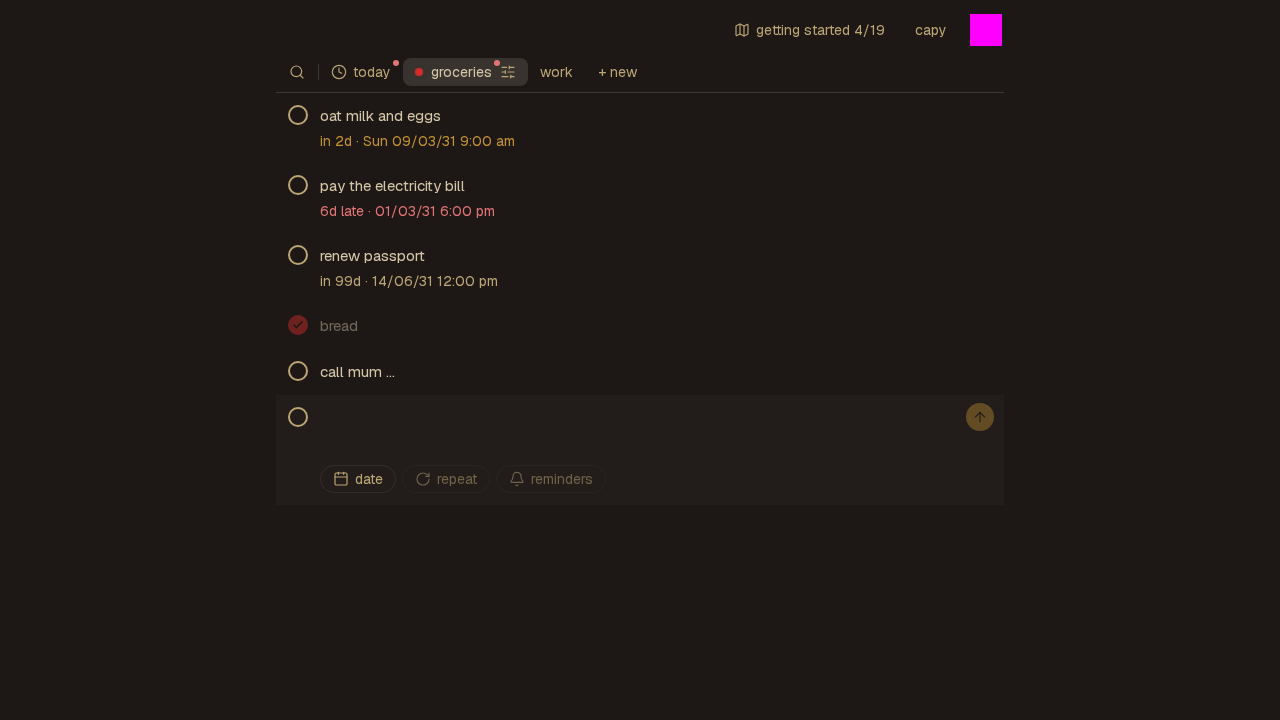 getting started 4/19 capy
today groceries work + new
oat milk and eggs
in 2d · Sun 09/03/31 9:00 am
pay the electricity bill
6d late · 01/03/31 6:00 pm
renew passport
in 99d · 14/06/31 12:00 pm
bread
call mum ...
date repeat reminders